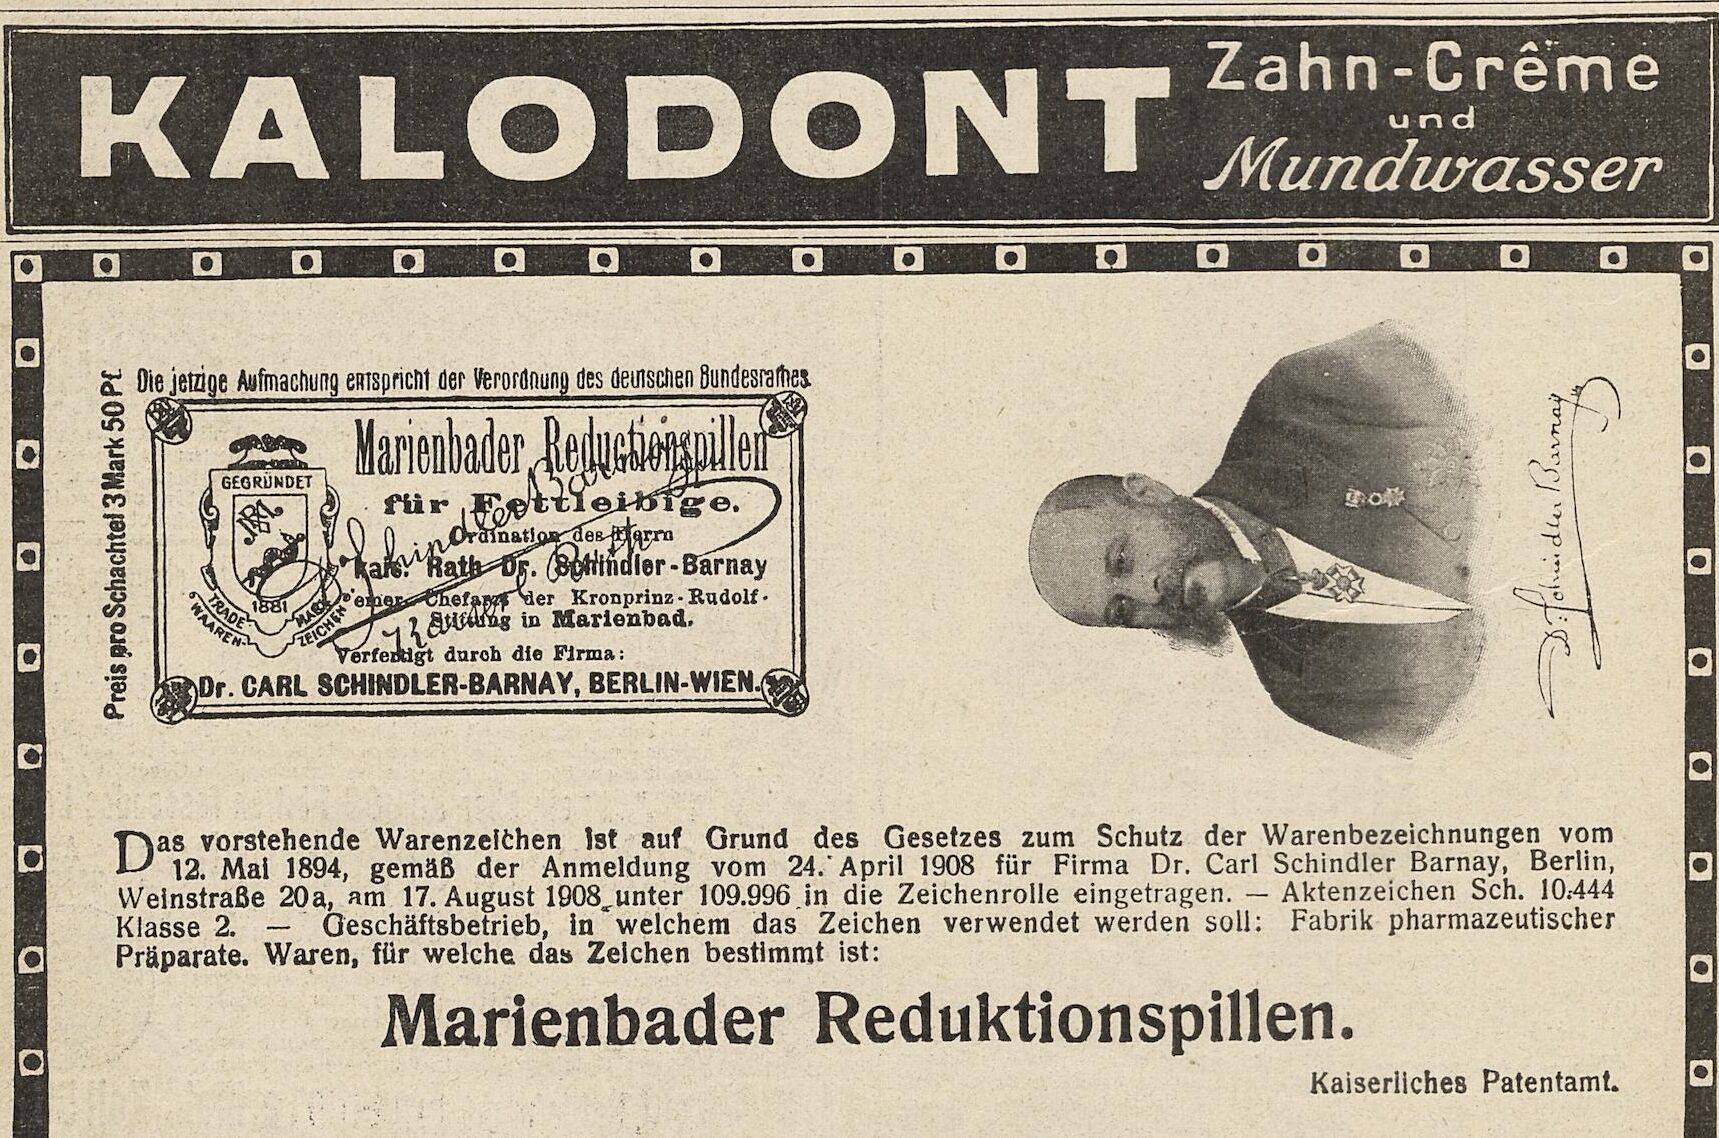 KALODONT
Zahn-Crême
und
Mundwasser
Preis pro Schachtel 3 Mark 50 Pf.
Die jetzige Aufmachung entspricht der Verordnung des deutschen Bundesrathes.
GEGRÜNDET
1881
TRADE MARK
WAAREN-ZEICHEN
Marienbader Reductionspillen
für Fettleibige.
Ordination des Herrn
kais. Rath Dr. Schindler-Barnay
emer. Chefarzt der Kronprinz-Rudolf-
Stiftung in Marienbad.
Verfertigt durch die Firma:
Dr. CARL SCHINDLER-BARNAY, BERLIN-WIEN.
Dr. Schindler Barnay
Kaiserl. Rath
Dr. Schindler Barnay
Das vorstehende Warenzeichen ist auf Grund des Gesetzes zum Schutz der Warenbezeichnungen vom
12. Mai 1894, gemäß der Anmeldung vom 24. April 1908 für Firma Dr. Carl Schindler Barnay, Berlin,
Weinstraße 20a, am 17. August 1908 unter 109.996 in die Zeichenrolle eingetragen. — Aktenzeichen Sch. 10.444
Klasse 2. — Geschäftsbetrieb, in welchem das Zeichen verwendet werden soll: Fabrik pharmazeutischer
Präparate. Waren, für welche das Zeichen bestimmt ist:
Marienbader Reduktionspillen.
Kaiserliches Patentamt.